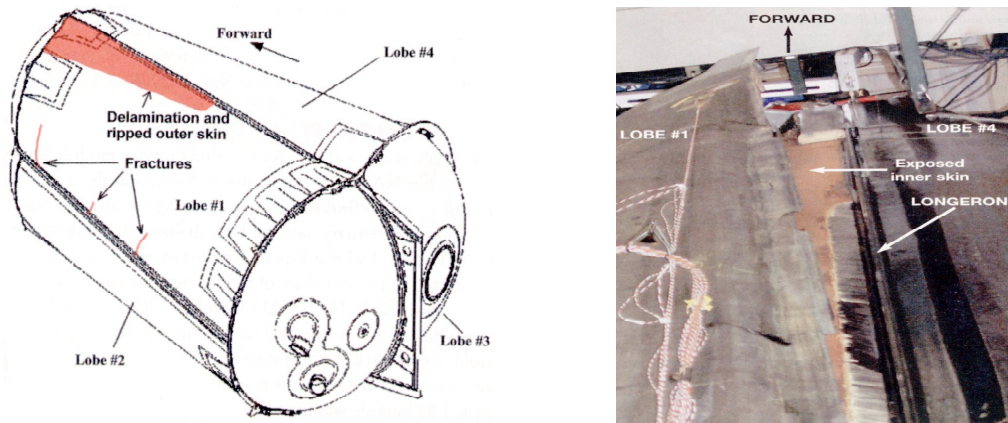 Forward
Lobe #4
Delamination and
ripped outer skin
Fractures
Lobe #1
Lobe #2
Lobe #3
FORWARD
LOBE #1
LOBE #4
Exposed
inner skin
LONGERON